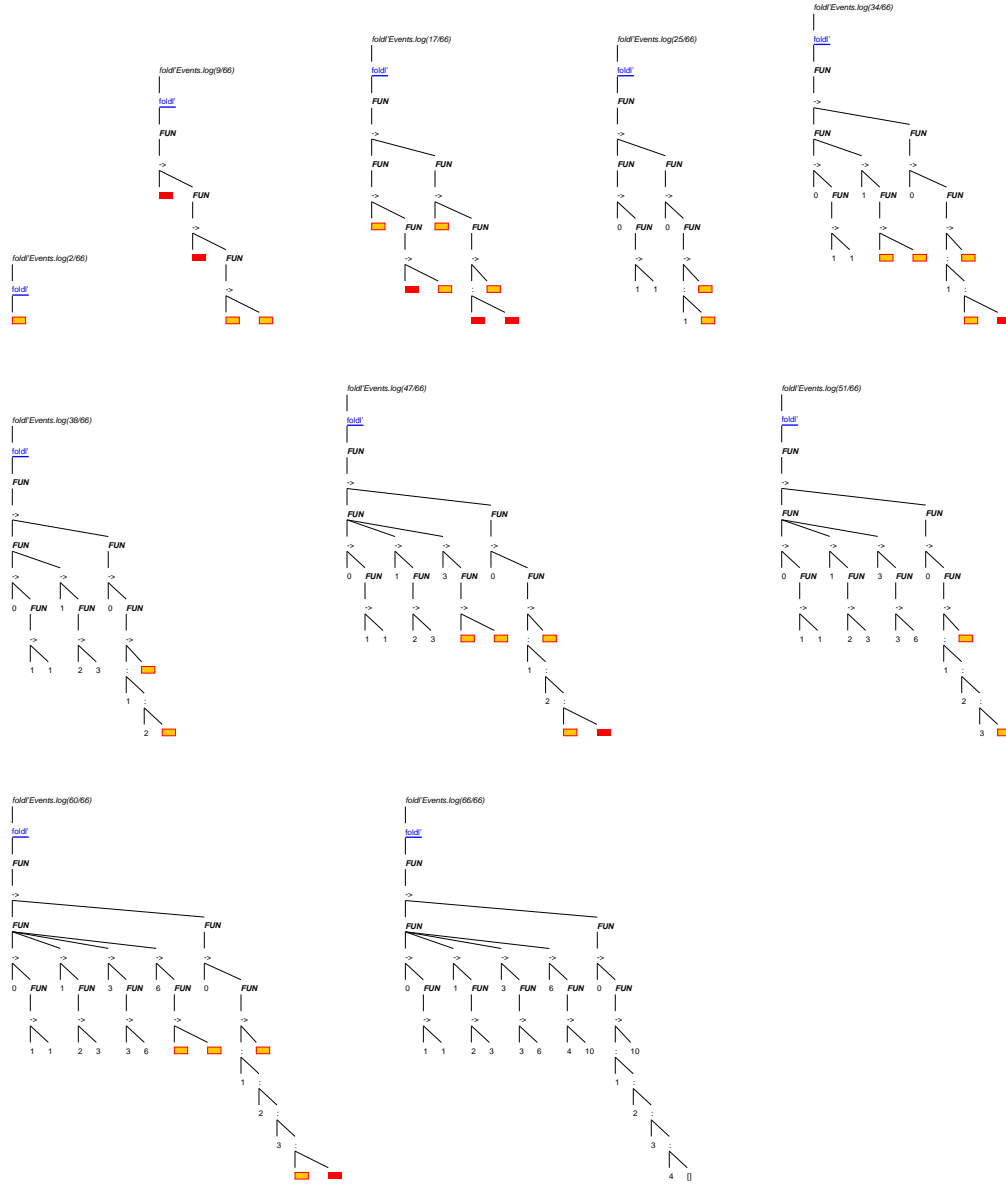 foldl'Events.log(2/66)
foldl'
foldl'Events.log(9/66)
foldl'
FUN
->
FUN
->
FUN
->
foldl'Events.log(17/66)
foldl'
FUN
->
FUN FUN
-> ->
FUN FUN
-> ->
:
foldl'Events.log(25/66)
foldl'
FUN
->
FUN FUN
-> ->
0 FUN 0 FUN
-> ->
1 1 :
1
foldl'Events.log(34/66)
foldl'
FUN
->
FUN FUN
-> -> ->
0 FUN 1 FUN 0 FUN
-> -> ->
1 1 :
1 :
foldl'Events.log(38/66)
foldl'
FUN
->
FUN FUN
-> -> ->
0 FUN 1 FUN 0 FUN
-> -> ->
1 1 2 3 :
1 :
2
foldl'Events.log(47/66)
foldl'
FUN
->
FUN FUN
-> -> -> ->
0 FUN 1 FUN 3 FUN 0 FUN
-> -> -> ->
1 1 2 3 :
1 :
2 :
foldl'Events.log(51/66)
foldl'
FUN
->
FUN FUN
-> -> -> ->
0 FUN 1 FUN 3 FUN 0 FUN
-> -> -> ->
1 1 2 3 3 6 :
1 :
2 :
3
foldl'Events.log(60/66)
foldl'
FUN
->
FUN FUN
-> -> -> -> ->
0 FUN 1 FUN 3 FUN 6 FUN 0 FUN
-> -> -> -> ->
1 1 2 3 3 6 :
1 :
2 :
3 :
foldl'Events.log(66/66)
foldl'
FUN
->
FUN FUN
-> -> -> -> ->
0 FUN 1 FUN 3 FUN 6 FUN 0 FUN
-> -> -> -> ->
1 1 2 3 3 6 4 10 : 10
1 :
2 :
3 :
4 []